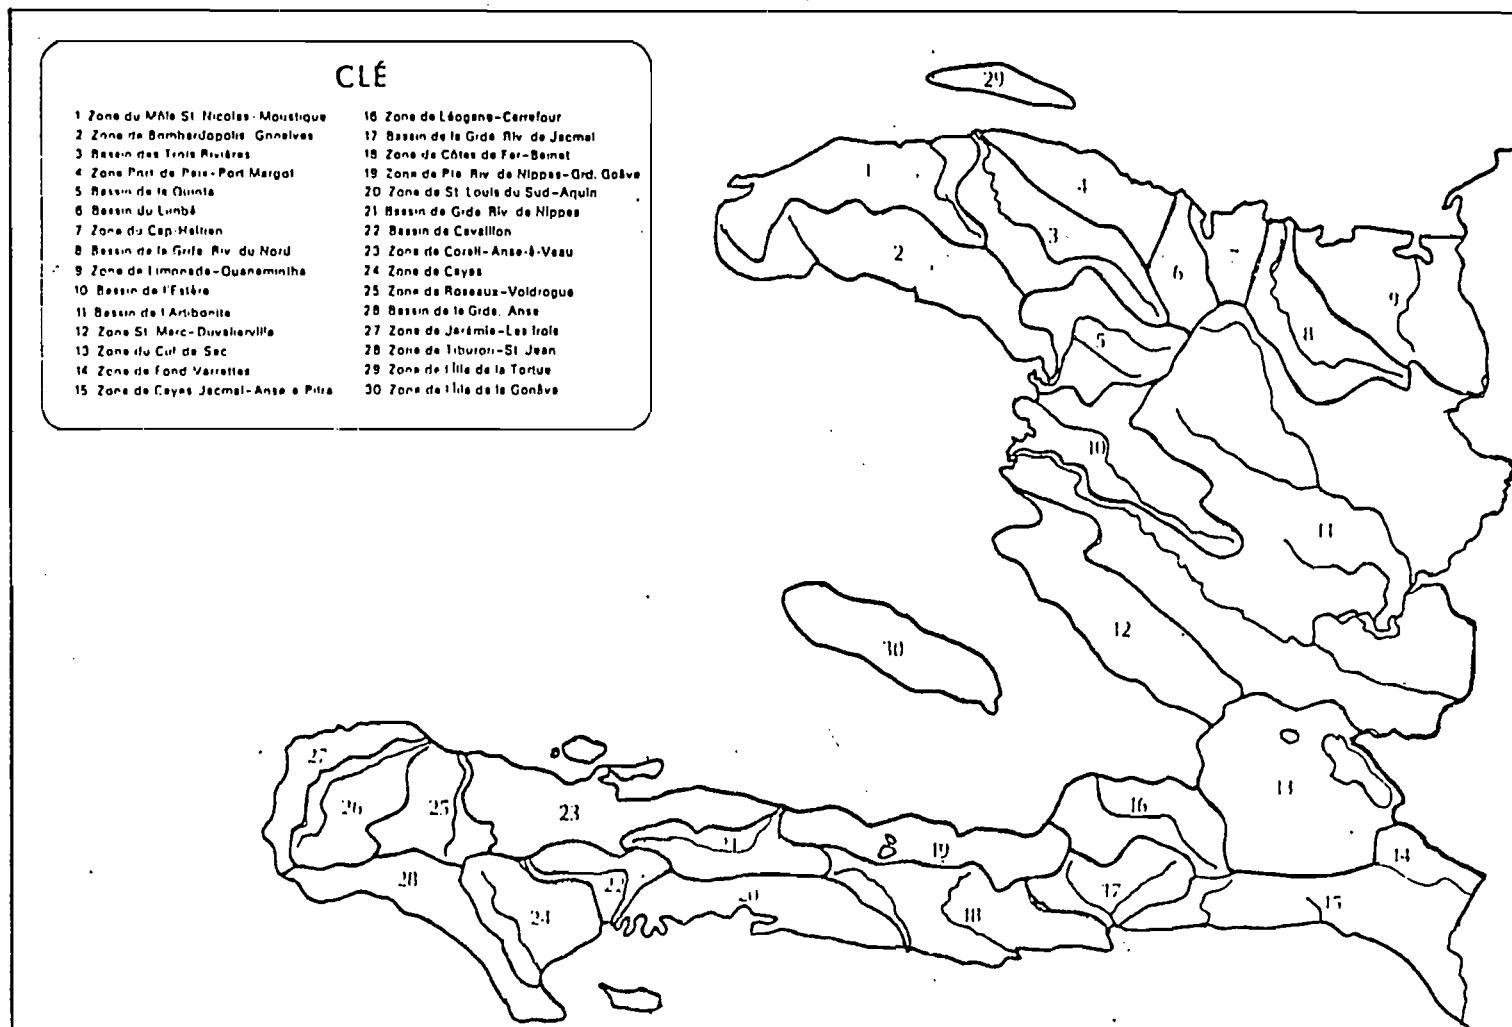 CLÉ
1 Zone du Môle St. Nicolas-Moustique
2 Zone de Bombardopolis Gonaïves
3 Bassin des Trois Rivières
4 Zone Port de Paix-Port Margot
5 Bassin de la Quinte
6 Bassin du Limbé
7 Zone du Cap-Haïtien
8 Bassin de la Grde. Riv. du Nord
9 Zone de Limonade-Ouanaminthe
10 Bassin de l'Estère
11 Bassin de l'Artibonite
12 Zone St. Marc-Duvalierville
13 Zone du Cul de Sac
14 Zone de Fond Verrettes
15 Zone de Cayes Jacmel-Anse a Pitre
16 Zone de Léogane-Carrefour
17 Bassin de la Grde. Riv. de Jacmel
18 Zone de Côtes de Fer-Bainet
19 Zone de Pte. Riv. de Nippes-Grd. Goâve
20 Zone de St. Louis du Sud-Aquin
21 Bassin de Grde. Riv. de Nippes
22 Bassin de Cavaillon
23 Zone de Corail-Anse-à-Veau
24 Zone de Cayes
25 Zone de Roseaux-Voldrogue
26 Bassin de la Grde. Anse
27 Zone de Jérémie-Les Irois
28 Zone de Tiburon-St. Jean
29 Zone de l'Île de la Tortue
30 Zone de l'Île de la Gonâve
29
1
4
3
2
7
6
9
8
5
10
11
12
30
13
27
26
25
23
16
21
19
14
28
22
17
20
18
24
15